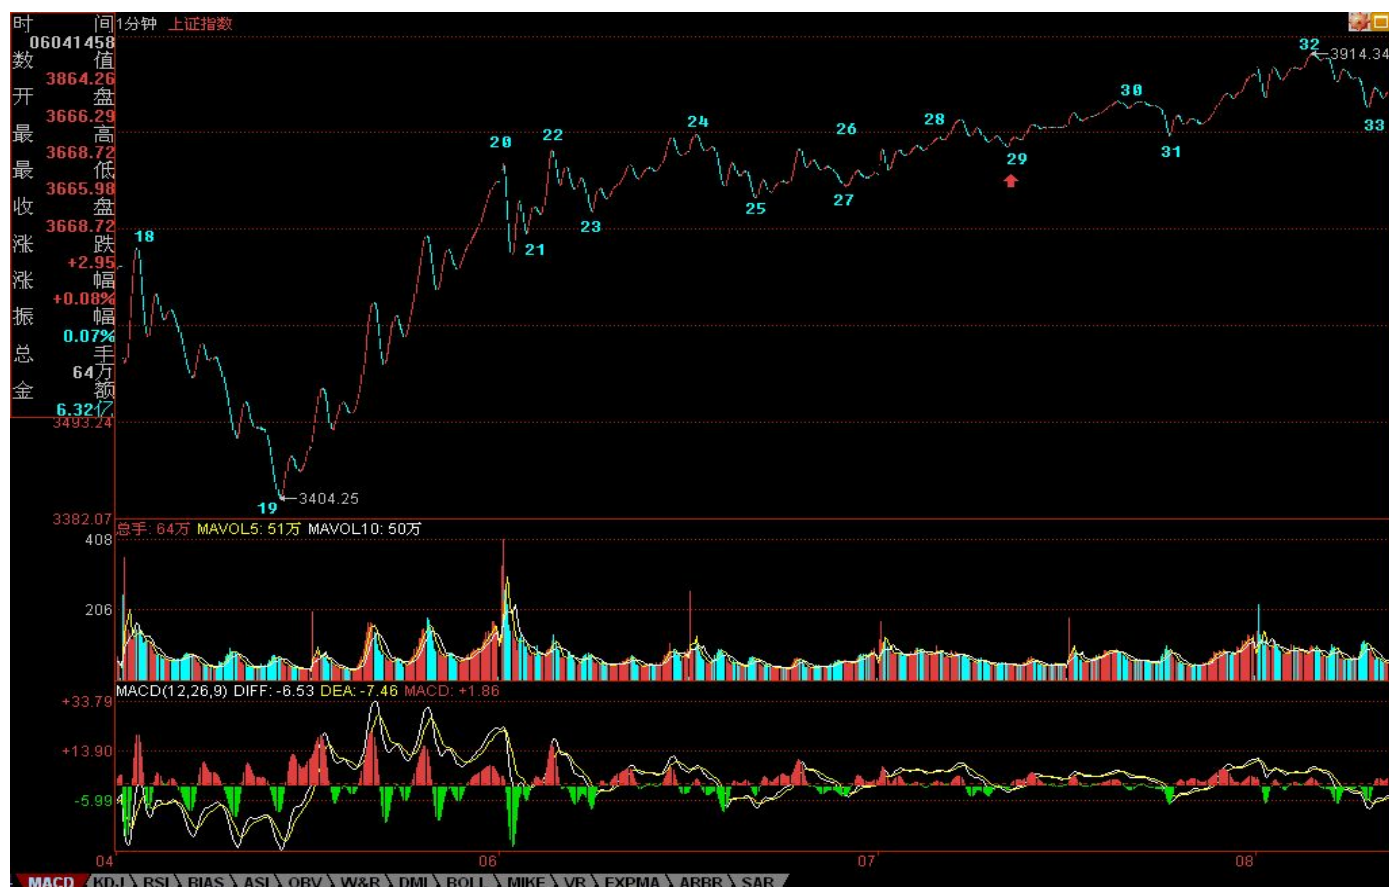 时 间
06041458
数 值
3864.26
开 盘
3666.29
最 高
3668.72
最 低
3665.98
收 盘
3668.72
涨 跌
+2.95
涨 幅
+0.08%
振 幅
0.07%
总 手
64万
金 额
6.32亿
1分钟 上证指数
32
3914.34
30
33
31
28
29
26
27
24
25
22
20
23
21
18
19
3404.25
3493.24
3382.07
总手: 64万 MAVOL5: 51万 MAVOL10: 50万
408
206
MACD(12,26,9) DIFF: -6.53 DEA: -7.46 MACD: +1.86
+33.79
+13.90
-5.99
04 06 07 08
MACD KDJ RSI BIAS ASI OBV W&R DMI BOLL MIKE VR EXPMA ARBR SAR